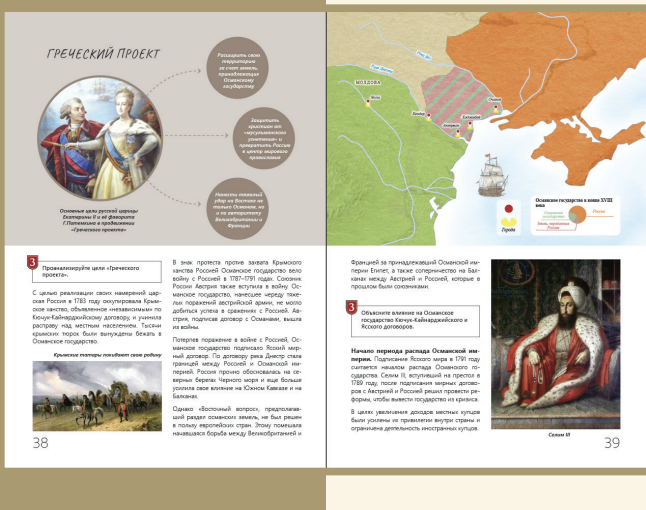 ГРЕЧЕСКИЙ ПРОЕКТ
Расширить свои
территории
за счет земель,
принадлежащих
Османскому
государству
Защитить
христиан от
«мусульманского
угнетения» и
превратить Россию
в центр мирового
православия
Нанести тяжелый
удар на Востоке не
только Османам, но
и по авторитету
Великобритании и
Франции
Основные цели русской царицы
Екатерины II и её фаворита
Г.Потемкина в продвижении
«Греческого проекта»
3
Проанализируйте цели «Греческого
проекта».
С целью реализации своих намерений цар-
ская Россия в 1783 году оккупировала Крым-
ское ханство, объявленное «независимым» по
Кючук-Кайнарджийскому договору, и учинила
расправу над местным населением. Тысячи
крымских тюрок были вынуждены бежать в
Османское государство.
Крымские татары покидают свою родину
38
В знак протеста против захвата Крымского
ханства Россией Османское государство вело
войну с Россией в 1787–1791 годах. Союзник
России Австрия также вступила в войну. Ос-
манское государство, нанесшее череду тяже-
лых поражений австрийской армии, не могло
добиться успеха в сражениях с Россией. Ав-
стрия, подписав договор с Османами, вышла
из войны.
Потерпев поражение в войне с Россией, Ос-
манское государство подписало Ясский мир-
ный договор. По договору река Днестр стала
границей между Россией и Османской им-
перией. Россия прочно обосновалась на се-
верных берегах Черного моря и еще больше
усилила свое влияние на Южном Кавказе и на
Балканах.
Однако «Восточный вопрос», предполагав-
ший раздел османских земель, не был решен
в пользу европейских стран. Этому помешала
начавшаяся борьба между Великобританией и
МОЛДОВА
Яссы
Бендер
Аккерман
Очаков
Османское государство в конце XVIII
века
Россия
Города
Францией за принадлежавший Османской им-
перии Египет, а также соперничество на Бал-
канах между Австрией и Россией, которые в
прошлом были союзниками.
3
Объясните влияние на Османское
государство Кючук-Кайнарджийского и
Ясского договоров.
Начало периода распада Османской им-
перии. Подписание Ясского мира в 1791 году
считается началом распада Османского го-
сударства. Селим III, вступивший на престол в
1789 году, после подписания мирных догово-
ров с Австрией и Россией решил провести ре-
формы, чтобы вывести государство из кризиса.
В целях увеличения доходов местных купцов
были усилены их привилегии внутри страны и
ограничена деятельность иностранных купцов.
Селим III
39